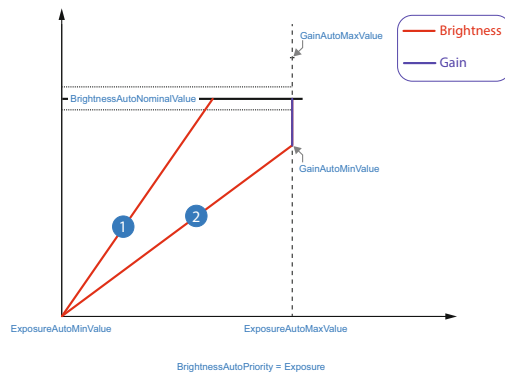 GainAutoMaxValue
Brightness
Gain
BrightnessAutoNominalValue
GainAutoMinValue
1
2
ExposureAutoMinValue
ExposureAutoMaxValue
BrightnessAutoPriority = Exposure